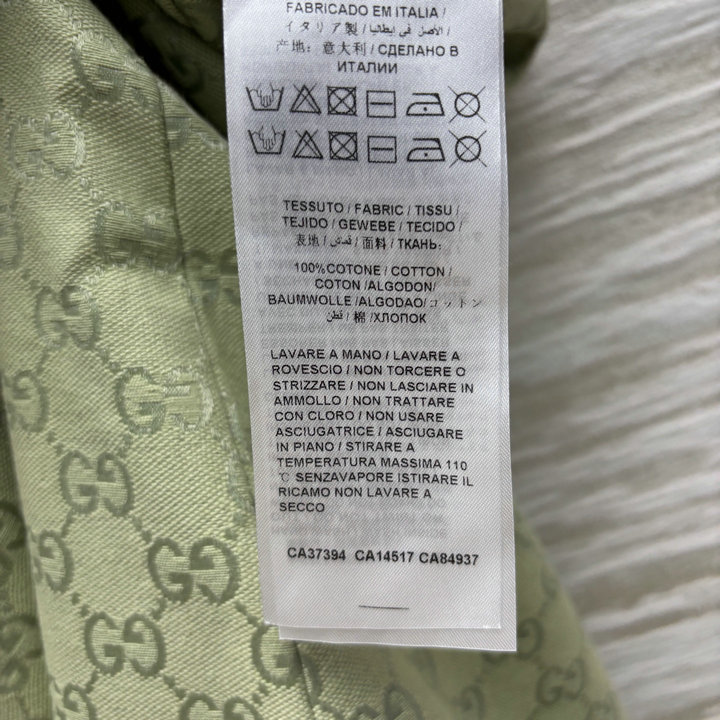 FABRICADO EM ITALIA /
イタリア製 / الأصل في إيطاليا /
产地: 意大利 / СДЕЛАНО В
ИТАЛИИ
TESSUTO / FABRIC / TISSU /
TEJIDO / GEWEBE / TECIDO /
表地 / قماش / 面料 / ТКАНЬ:
100%COTONE / COTTON /
COTON /ALGODON/
BAUMWOLLE /ALGODAO/ コットン
/ قطن / 棉 /ХЛОПОК
LAVARE A MANO / LAVARE A
ROVESCIO / NON TORCERE O
STRIZZARE / NON LASCIARE IN
AMMOLLO / NON TRATTARE
CON CLORO / NON USARE
ASCIUGATRICE / ASCIUGARE
IN PIANO / STIRARE A
TEMPERATURA MASSIMA 110
℃ SENZAVAPORE ISTIRARE IL
RICAMO NON LAVARE A
SECCO
CA37394 CA14517 CA84937